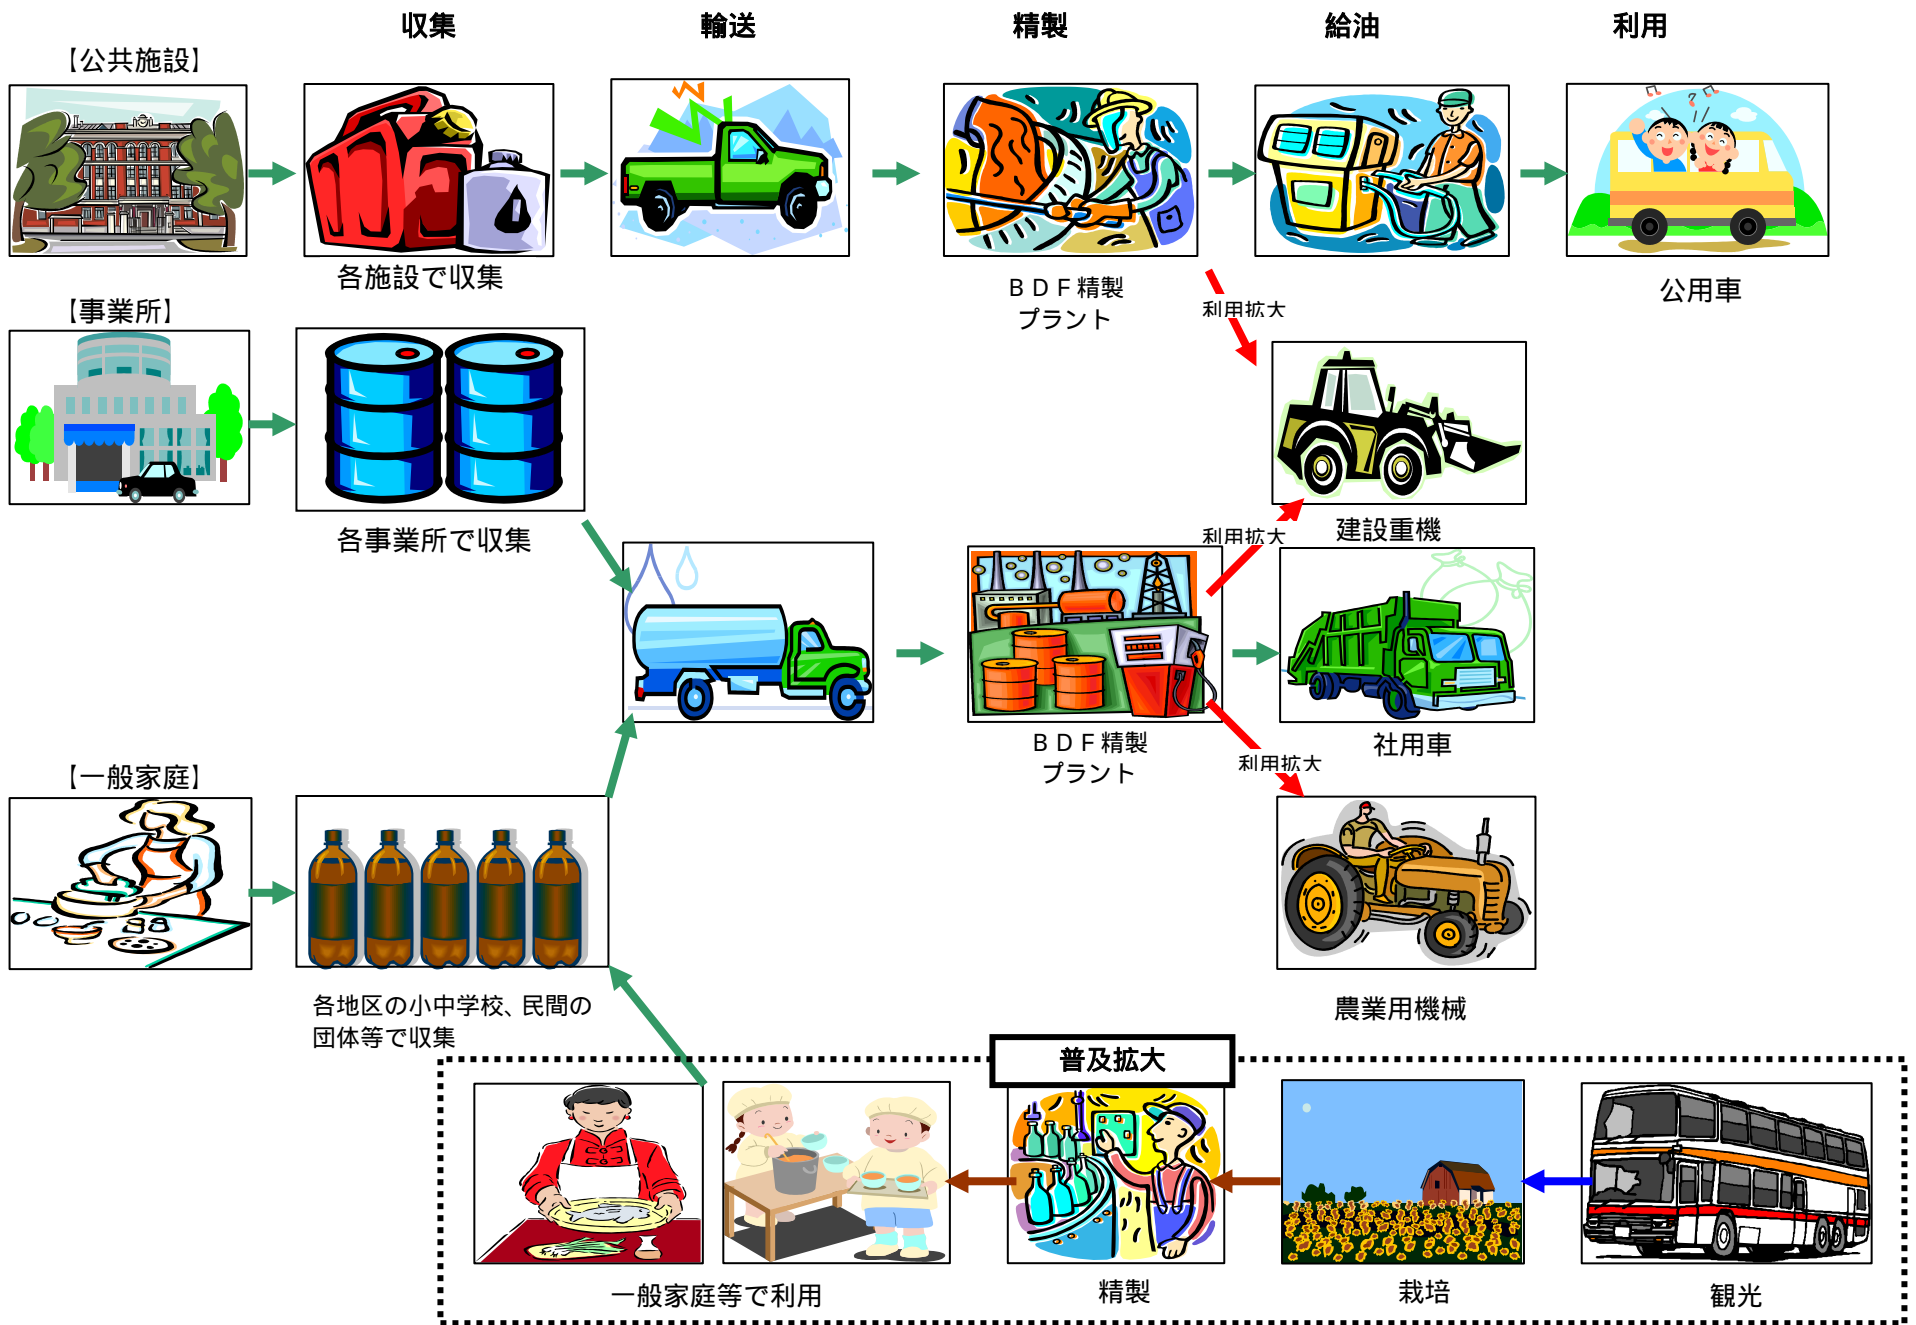 収集
輸送
精製
給油
利用
【公共施設】
各施設で収集
ＢＤＦ精製
プラント
公用車
利用拡大
【事業所】
各事業所で収集
利用拡大
建設重機
ＢＤＦ精製
プラント
社用車
利用拡大
【一般家庭】
各地区の小中学校、民間の
団体等で収集
農業用機械
普及拡大
一般家庭等で利用
精製
栽培
観光